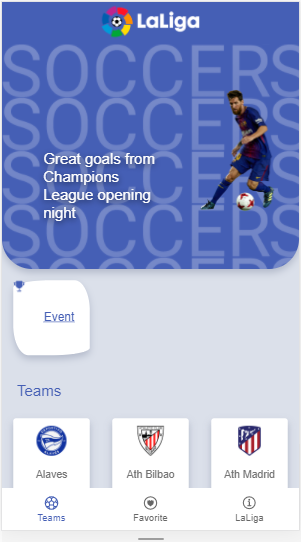 LaLiga
SOCCERS
SOCCERS
SOCCERS
SOCCERS
Great goals from
Champions
League opening
night
Event
Teams
Alaves
Ath Bilbao
Ath Madrid
Teams
Favorite
LaLiga